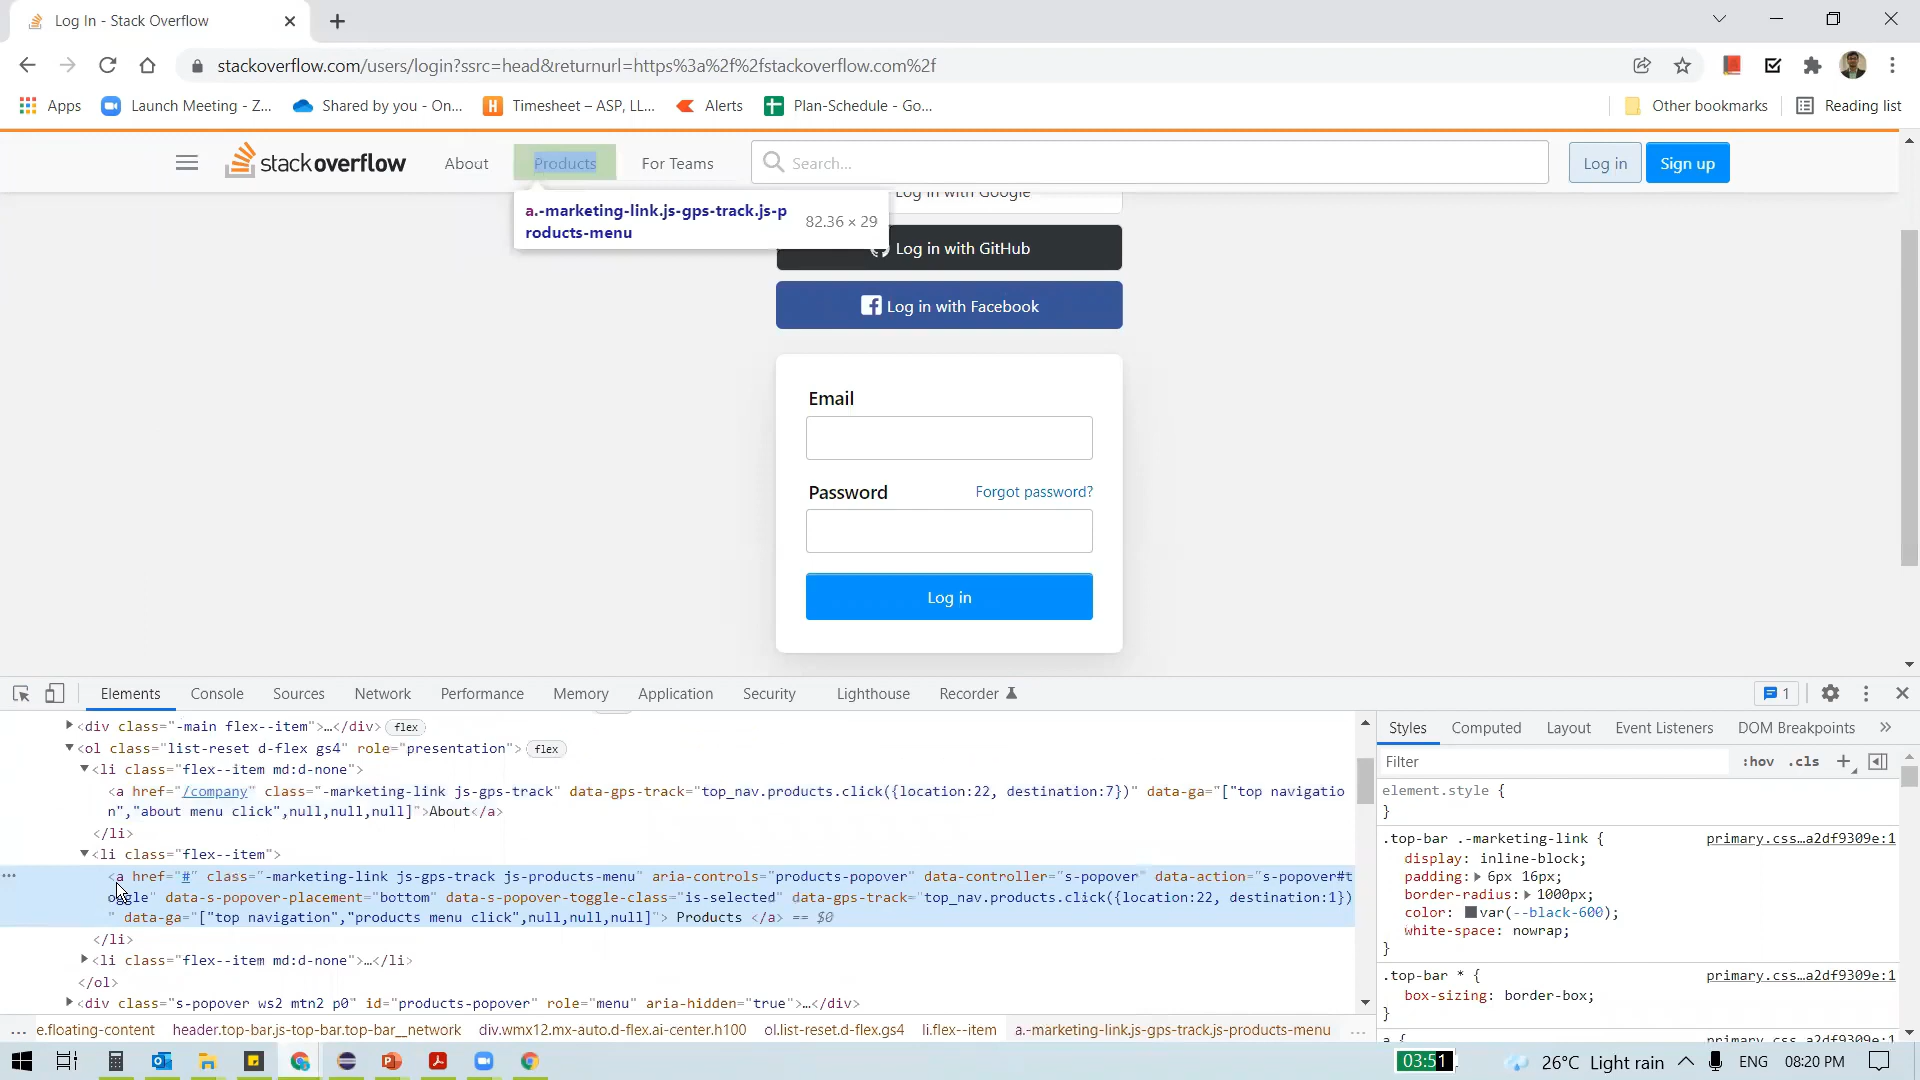 Log In - Stack Overflow
stackoverflow.com/users/login?ssrc=head&returnurl=https%3a%2f%2fstackoverflow.com%2f
Apps Launch Meeting - Z... Shared by you - On... Timesheet – ASP, LL... Alerts Plan-Schedule - Go... Other bookmarks Reading list
stackoverflow About Products For Teams Search... Log in Sign up
Log in with Google
a.-marketing-link.js-gps-track.js-p
roducts-menu
82.36 × 29
Log in with GitHub
Log in with Facebook
Email
Password Forgot password?
Log in
Elements Console Sources Network Performance Memory Application Security Lighthouse Recorder 1
<div class="-main flex--item">…</div> flex
<ol class="list-reset d-flex gs4" role="presentation"> flex
<li class="flex--item md:d-none">
<a href="/company" class="-marketing-link js-gps-track" data-gps-track="top_nav.products.click({location:22, destination:7})" data-ga="["top navigatio
n","about menu click",null,null,null]">About</a>
</li>
<li class="flex--item">
<a href="#" class="-marketing-link js-gps-track js-products-menu" aria-controls="products-popover" data-controller="s-popover" data-action="s-popover#t
oggle" data-s-popover-placement="bottom" data-s-popover-toggle-class="is-selected" data-gps-track="top_nav.products.click({location:22, destination:1})
" data-ga="["top navigation","products menu click",null,null,null]"> Products </a> == $0
</li>
<li class="flex--item md:d-none">…</li>
</ol>
<div class="s-popover ws2 mtn2 p0" id="products-popover" role="menu" aria-hidden="true">…</div>
... e.floating-content header.top-bar.js-top-bar.top-bar__network div.wmx12.mx-auto.d-flex.ai-center.h100 ol.list-reset.d-flex.gs4 li.flex--item a.-marketing-link.js-gps-track.js-products-menu ...
Styles Computed Layout Event Listeners DOM Breakpoints »
Filter :hov .cls +
element.style {
}
.top-bar .-marketing-link { primary.css…a2df9309e:1
display: inline-block;
padding: 6px 16px;
border-radius: 1000px;
color: var(--black-600);
white-space: nowrap;
}
.top-bar * { primary.css…a2df9309e:1
box-sizing: border-box;
}
a { primary.css…a2df9309e:1
03:51 26°C Light rain ENG 08:20 PM